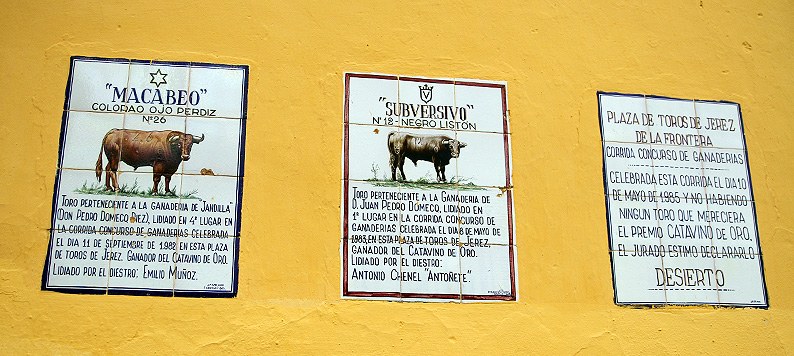 "MACABEO"
COLORAO OJO PERDIZ
Nº 26
TORO PERTENECIENTE A LA GANADERIA DE "JANDILLA"
(DON PEDRO DOMECQ DIEZ), LIDIADO EN 4º LUGAR EN
LA CORRIDA CONCURSO DE GANADERIAS CELEBRADA
EL DIA 11 DE SEPTIEMBRE DE 1982 EN ESTA PLAZA
DE TOROS DE JEREZ. GANADOR DEL CATAVINO DE ORO.
LIDIADO POR EL DIESTRO: EMILIO MUÑOZ.
V
"SUBVERSIVO"
Nº 18 - NEGRO LISTON
TORO PERTENECIENTE A LA GANADERIA DE
D. JUAN PEDRO DOMECQ, LIDIADO EN
1º LUGAR EN LA CORRIDA CONCURSO DE
GANADERIAS CELEBRADA EL DIA 8 DE MAYO DE
1983, EN ESTA PLAZA DE TOROS DE JEREZ.
GANADOR DEL CATAVINO DE ORO.
LIDIADO POR EL DIESTRO:
ANTONIO CHENEL "ANTOÑETE".
PLAZA DE TOROS DE JEREZ
DE LA FRONTERA
CORRIDA CONCURSO DE GANADERIAS
CELEBRADA ESTA CORRIDA EL DIA 10
DE MAYO DE 1985 Y NO HABIENDO
NINGUN TORO QUE MERECIERA
EL PREMIO CATAVINO DE ORO,
EL JURADO ESTIMO DECLARARLO
DESIERTO